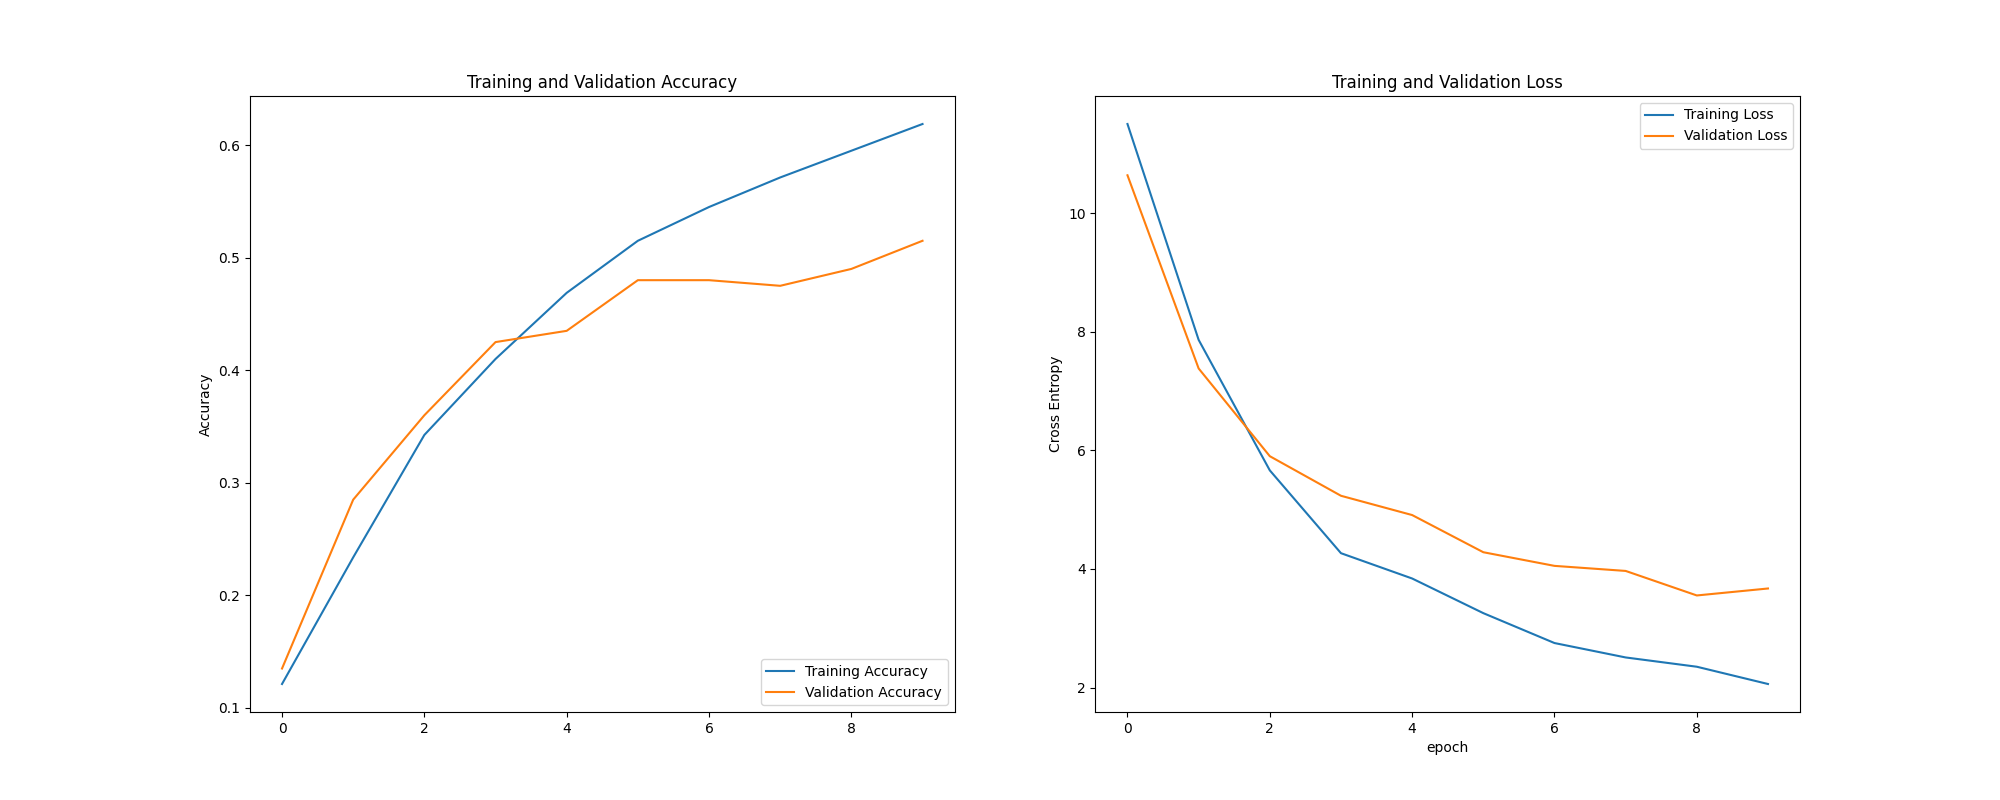 Training and Validation Accuracy
Accuracy
0.6
0.5
0.4
0.3
0.2
0.1
0 2 4 6 8
Training Accuracy
Validation Accuracy
Training and Validation Loss
Training Loss
Validation Loss
Cross Entropy
10
8
6
4
2
0 2 4 6 8
epoch